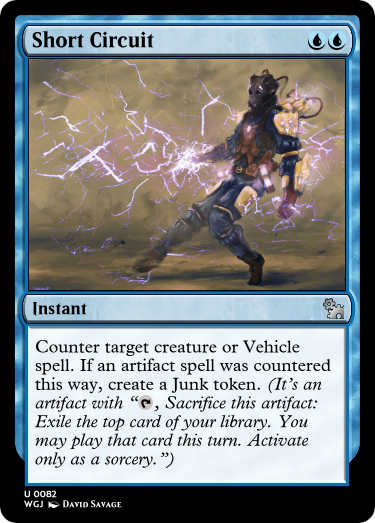 Short Circuit
Instant
Counter target creature or Vehicle
spell. If an artifact spell was countered
this way, create a Junk token. (It's an
artifact with “, Sacrifice this artifact:
Exile the top card of your library. You
may play that card this turn. Activate
only as a sorcery.”)
U 0082
WGJ DAVID SAVAGE